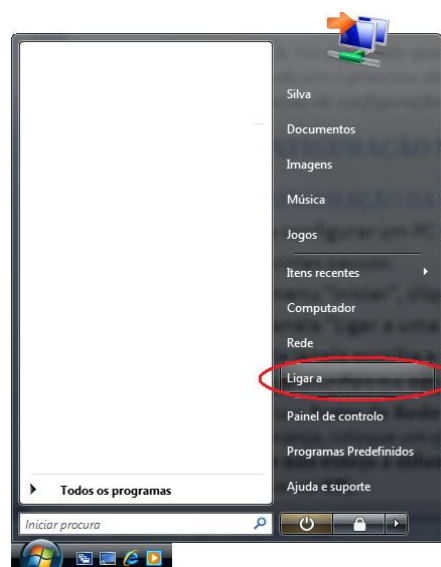 Silva
Documentos
Imagens
Música
Jogos
Itens recentes
Computador
Rede
Ligar a
Painel de controlo
Programas Predefinidos
Ajuda e suporte
Todos os programas
Iniciar procura